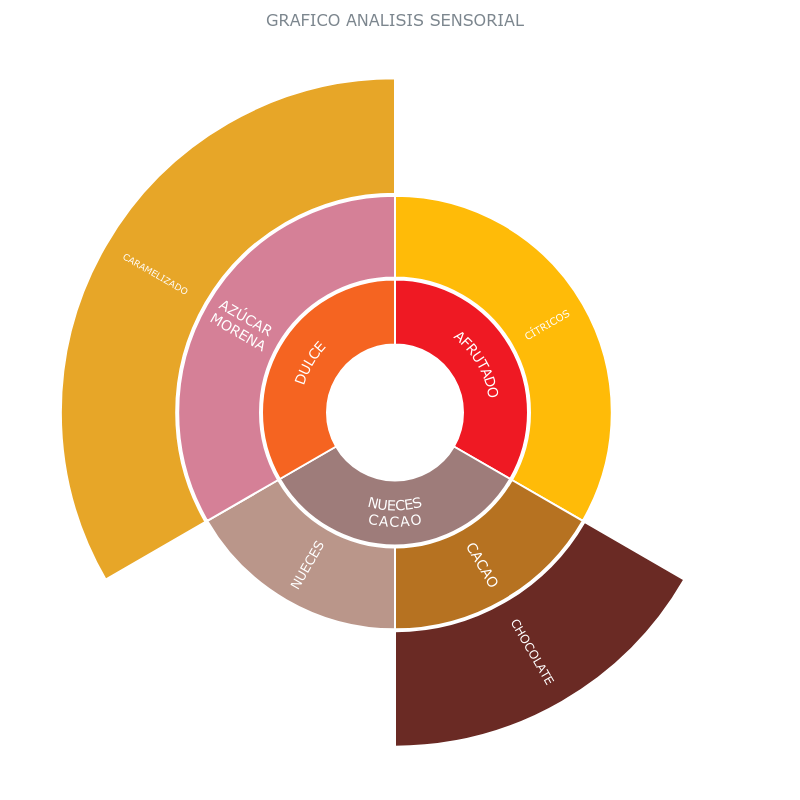 GRAFICO ANALISIS SENSORIAL
CARAMELIZADO
AZÚCAR
MORENA
DULCE
AFRUTADO
CÍTRICOS
NUECES
CACAO
NUECES
CACAO
CHOCOLATE